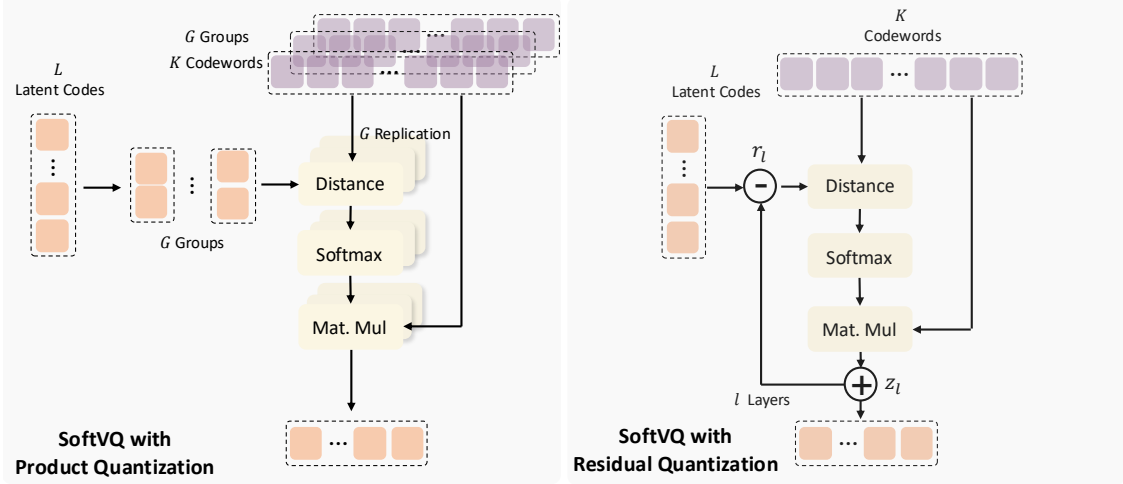 G Groups
K Codewords
L
Latent Codes
...
...
G Replication
...
...
G Groups
Distance
Softmax
Mat. Mul
...
SoftVQ with
Product Quantization
K
Codewords
...
L
Latent Codes
...
r_l
-
Distance
Softmax
Mat. Mul
+
z_l
l Layers
...
SoftVQ with
Residual Quantization